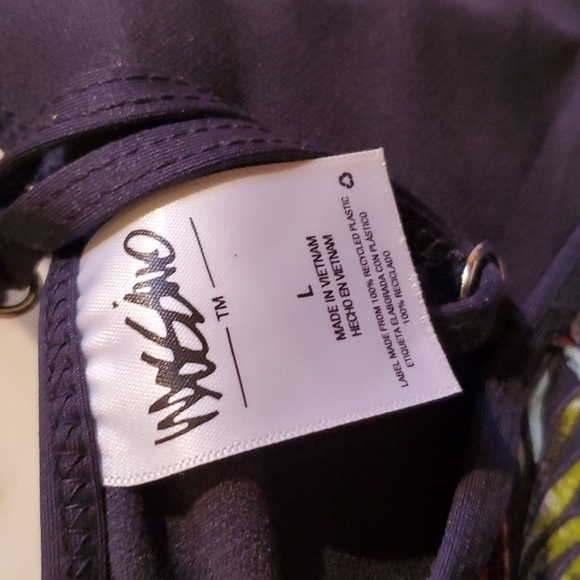 MOSSIMO
TM
L
MADE IN VIETNAM
HECHO EN VIETNAM
LABEL MADE FROM 100% RECYCLED PLASTIC
ETIQUETA ELABORADA CON PLÁSTICO
100% RECICLADO